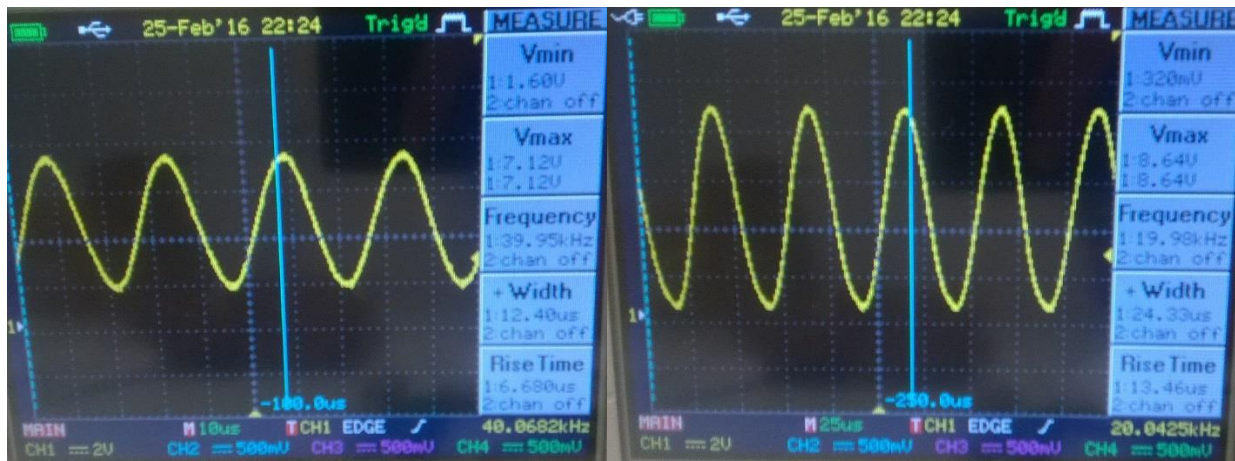 25-Feb'16 22:24 Trig'd MEASURE
Vmin
1:1.60V
2:chan off
Vmax
1:7.12V
1:7.12V
Frequency
1:39.95kHz
2:chan off
+ Width
1:12.40us
2:chan off
Rise Time
1:6.680us
2:chan off
1
-100.0us
MAIN M 10us T CH1 EDGE 40.0682kHz
CH1 2V CH2 500mV CH3 500mV CH4 500mV
25-Feb'16 22:24 Trig'd MEASURE
Vmin
1:320mV
2:chan off
Vmax
1:8.64V
1:8.64V
Frequency
1:19.98kHz
2:chan off
+ Width
1:24.33us
2:chan off
Rise Time
1:13.46us
2:chan off
1
-250.0us
MAIN M 25us T CH1 EDGE 20.0425kHz
CH1 2V CH2 500mV CH3 500mV CH4 500mV